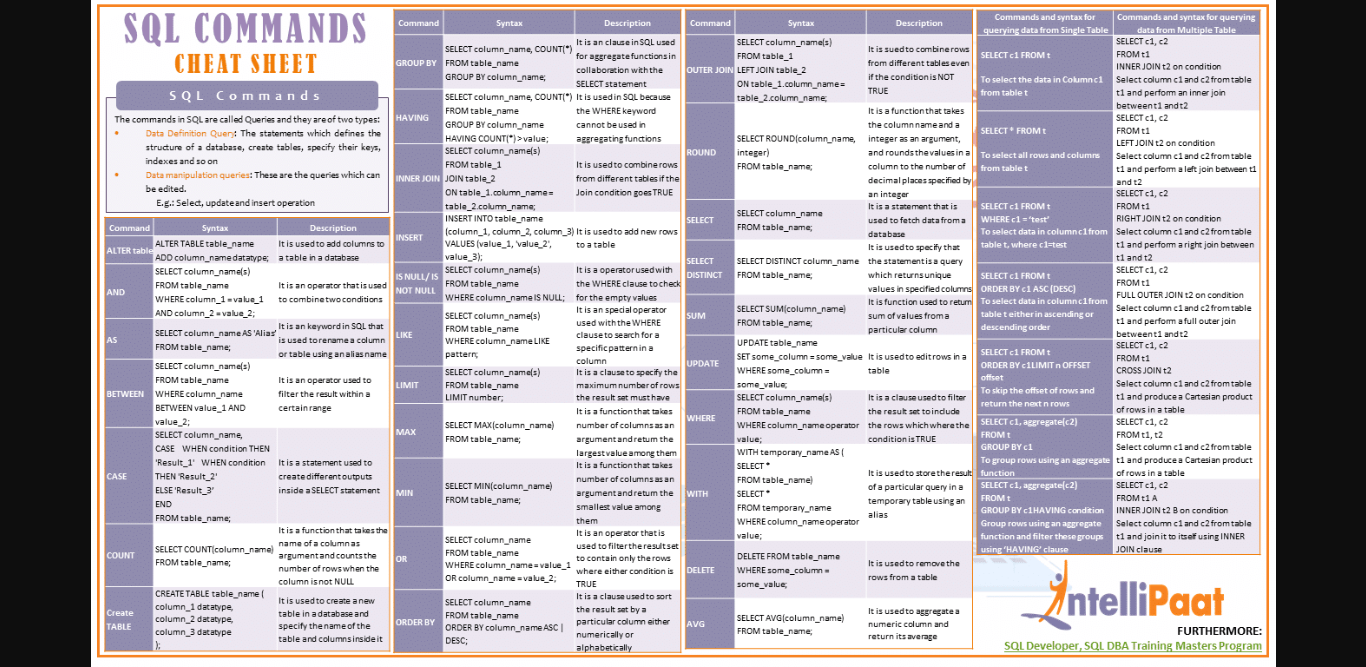 SQL COMMANDS
CHEAT SHEET
SQL Commands
The commands in SQL are called Queries and they are of two types:
• Data Definition Query: The statements which defines the
structure of a database, create tables, specify their keys,
indexes and so on
• Data manipulation queries: These are the queries which can
be edited.
E.g.: Select, update and insert operation
Command Syntax Description
ALTER table
ALTER TABLE table_name
ADD column_name datatype;
It is used to add columns to
a table in a database
AND
SELECT column_name(s)
FROM table_name
WHERE column_1 = value_1
AND column_2 = value_2;
It is an operator that is used
to combine two conditions
AS
SELECT column_name AS 'Alias'
FROM table_name;
It is an keyword in SQL that
is used to rename a column
or table using an alias name
BETWEEN
SELECT column_name(s)
FROM table_name
WHERE column_name
BETWEEN value_1 AND
value_2;
It is an operator used to
filter the result within a
certain range
CASE
SELECT column_name,
CASE WHEN condition THEN
'Result_1' WHEN condition
THEN 'Result_2'
ELSE 'Result_3'
END
FROM table_name;
It is a statement used to
create different outputs
inside a SELECT statement
COUNT
SELECT COUNT(column_name)
FROM table_name;
It is a function that takes the
name of a column as
argument and counts the
number of rows when the
column is not NULL
Create
TABLE
CREATE TABLE table_name (
column_1 datatype,
column_2 datatype,
column_3 datatype
);
It is used to create a new
table in a database and
specify the name of the
table and columns inside it
Command Syntax Description
GROUP BY
SELECT column_name, COUNT(*)
FROM table_name
GROUP BY column_name;
It is an clause in SQL used
for aggregate functions in
collaboration with the
SELECT statement
HAVING
SELECT column_name, COUNT(*)
FROM table_name
GROUP BY column_name
HAVING COUNT(*) > value;
It is used in SQL because
the WHERE keyword
cannot be used in
aggregating functions
INNER JOIN
SELECT column_name(s)
FROM table_1
JOIN table_2
ON table_1.column_name =
table_2.column_name;
It is used to combine rows
from different tables if the
Join condition goes TRUE
INSERT
INSERT INTO table_name
(column_1, column_2, column_3)
VALUES (value_1, 'value_2',
value_3);
It is used to add new rows
to a table
IS NULL/ IS
NOT NULL
SELECT column_name(s)
FROM table_name
WHERE column_name IS NULL;
It is a operator used with
the WHERE clause to check
for the empty values
LIKE
SELECT column_name(s)
FROM table_name
WHERE column_name LIKE
pattern;
It is an special operator
used with the WHERE
clause to search for a
specific pattern in a
column
LIMIT
SELECT column_name(s)
FROM table_name
LIMIT number;
It is a clause to specify the
maximum number of rows
the result set must have
MAX
SELECT MAX(column_name)
FROM table_name;
It is a function that takes
number of columns as an
argument and return the
largest value among them
MIN
SELECT MIN(column_name)
FROM table_name;
It is a function that takes
number of columns as an
argument and return the
smallest value among
them
OR
SELECT column_name
FROM table_name
WHERE column_name = value_1
OR column_name = value_2;
It is an operator that is
used to filter the result set
to contain only the rows
where either condition is
TRUE
ORDER BY
SELECT column_name
FROM table_name
ORDER BY column_name ASC |
DESC;
It is a clause used to sort
the result set by a
particular column either
numerically or
alphabetically
Command Syntax Description
OUTER JOIN
SELECT column_name(s)
FROM table_1
LEFT JOIN table_2
ON table_1.column_name =
table_2.column_name;
It is used to combine rows
from different tables even
if the condition is NOT
TRUE
ROUND
SELECT ROUND(column_name,
integer)
FROM table_name;
It is a function that takes
the column name and a
integer as an argument,
and rounds the values in a
column to the number of
decimal places specified by
an integer
SELECT
SELECT column_name
FROM table_name;
It is a statement that is
used to fetch data from a
database
SELECT
DISTINCT
SELECT DISTINCT column_name
FROM table_name;
It is used to specify that
the statement is a query
which returns unique
values in specified columns
SUM
SELECT SUM(column_name)
FROM table_name;
It is function used to return
sum of values from a
particular column
UPDATE
UPDATE table_name
SET some_column = some_value
WHERE some_column =
some_value;
It is used to edit rows in a
table
WHERE
SELECT column_name(s)
FROM table_name
WHERE column_name operator
value;
It is a clause used to filter
the result set to include
the rows which where the
condition is TRUE
WITH
WITH temporary_name AS (
SELECT *
FROM table_name)
SELECT *
FROM temporary_name
WHERE column_name operator
value;
It is used to store the result
of a particular query in a
temporary table using an
alias
DELETE
DELETE FROM table_name
WHERE some_column =
some_value;
It is used to remove the
rows from a table
AVG
SELECT AVG(column_name)
FROM table_name;
It is used to aggregate a
numeric column and
return its average
Commands and syntax for
querying data from Single Table
SELECT c1 FROM t
To select the data in Column c1
from table t
SELECT * FROM t
To select all rows and columns
from table t
SELECT c1 FROM t
WHERE c1 = 'test'
To select data in column c1 from
table t, where c1=test
SELECT c1 FROM t
ORDER BY c1 ASC (DESC)
To select data in column c1 from
table t either in ascending or
descending order
SELECT c1 FROM t
ORDER BY c1LIMIT n OFFSET
offset
To skip the offset of rows and
return the next n rows
SELECT c1, aggregate(c2)
FROM t
GROUP BY c1
To group rows using an aggregate
function
SELECT c1, aggregate(c2)
FROM t
GROUP BY c1HAVING condition
Group rows using an aggregate
function and filter these groups
using 'HAVING' clause
Commands and syntax for querying
data from Multiple Table
SELECT c1, c2
FROM t1
INNER JOIN t2 on condition
Select column c1 and c2 from table
t1 and perform an inner join
between t1 and t2
SELECT c1, c2
FROM t1
LEFT JOIN t2 on condition
Select column c1 and c2 from table
t1 and perform a left join between t1
and t2
SELECT c1, c2
FROM t1
RIGHT JOIN t2 on condition
Select column c1 and c2 from table
t1 and perform a right join between
t1 and t2
SELECT c1, c2
FROM t1
FULL OUTER JOIN t2 on condition
Select column c1 and c2 from table
t1 and perform a full outer join
between t1 and t2
SELECT c1, c2
FROM t1
CROSS JOIN t2
Select column c1 and c2 from table
t1 and produce a Cartesian product
of rows in a table
SELECT c1, c2
FROM t1, t2
Select column c1 and c2 from table
t1 and produce a Cartesian product
of rows in a table
SELECT c1, c2
FROM t1 A
INNER JOIN t2 B on condition
Select column c1 and c2 from table
t1 and join it to itself using INNER
JOIN clause
IntelliPaat
FURTHERMORE:
SQL Developer, SQL DBA Training Masters Program